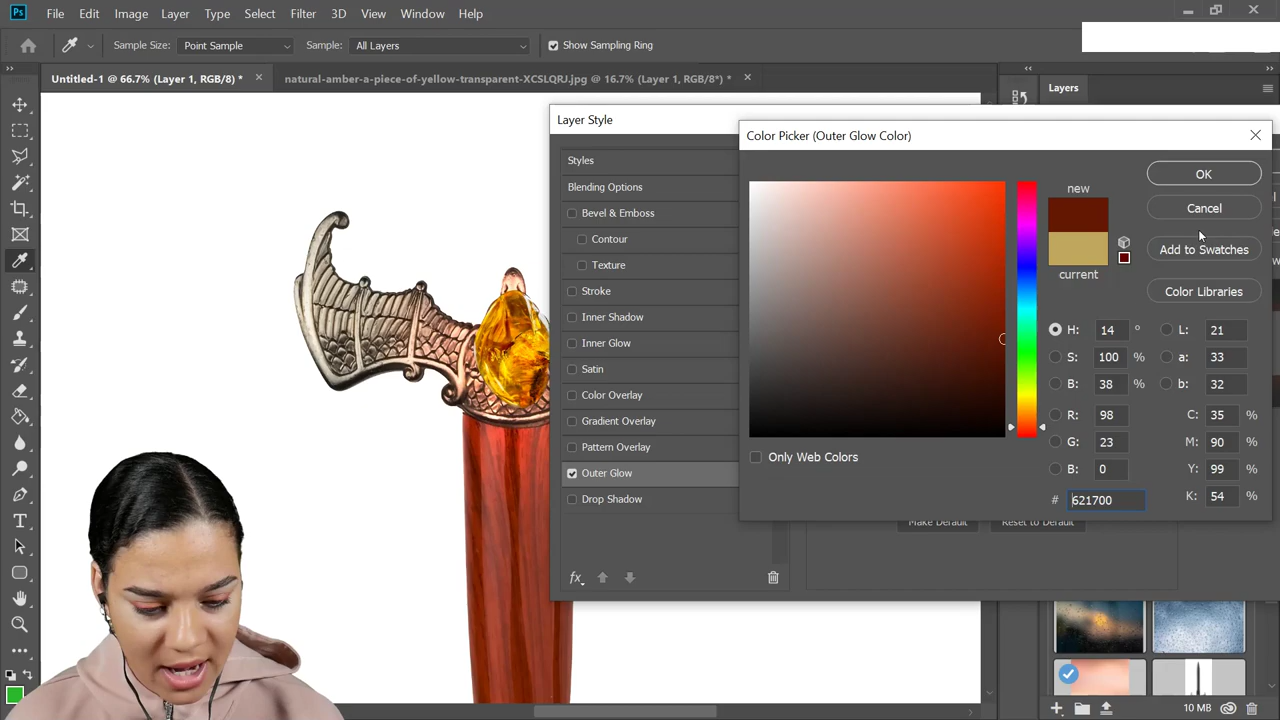 Ps File Edit Image Layer Type Select Filter 3D View Window Help
Sample Size: Point Sample Sample: All Layers Show Sampling Ring
Untitled-1 @ 66.7% (Layer 1, RGB/8) * natural-amber-a-piece-of-yellow-transparent-XCSLQRJ.jpg @ 16.7% (Layer 1, RGB/8*) *
Layers
Layer Style
Styles
Blending Options
Bevel & Emboss
Contour
Texture
Stroke
Inner Shadow
Inner Glow
Satin
Color Overlay
Gradient Overlay
Pattern Overlay
Outer Glow
Drop Shadow
fx
Color Picker (Outer Glow Color)
new
current
OK
Cancel
Add to Swatches
Color Libraries
H: 14 ° L: 21
S: 100 % a: 33
B: 38 % b: 32
R: 98 C: 35 %
G: 23 M: 90 %
B: 0 Y: 99 %
# 621700 K: 54 %
Only Web Colors
Make Default Reset to Default
10 MB